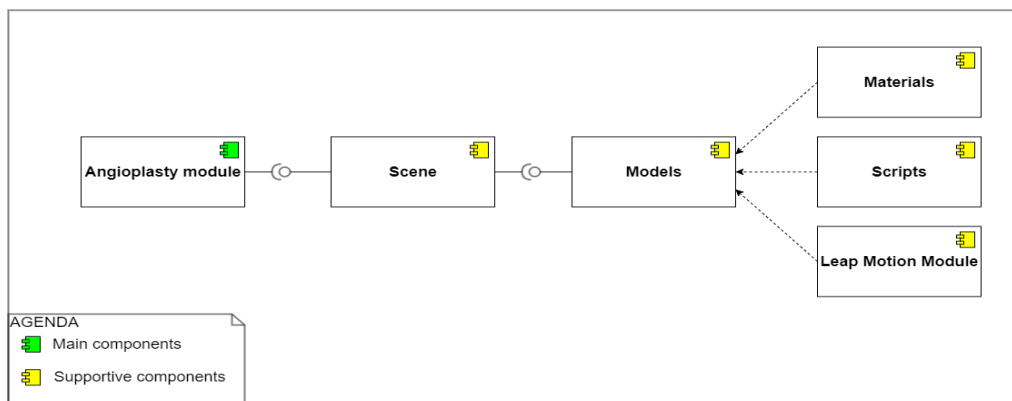 Materials
Angioplasty module
Scene
Models
Scripts
Leap Motion Module
AGENDA
Main components
Supportive components